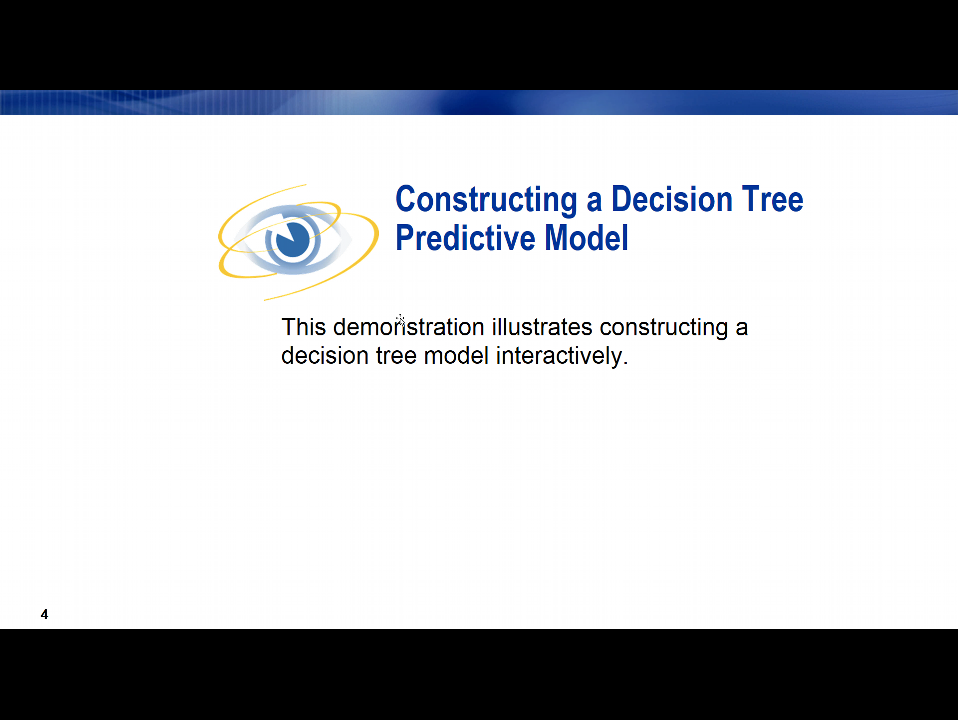 Constructing a Decision Tree
Predictive Model
This demonstration illustrates constructing a
decision tree model interactively.
4